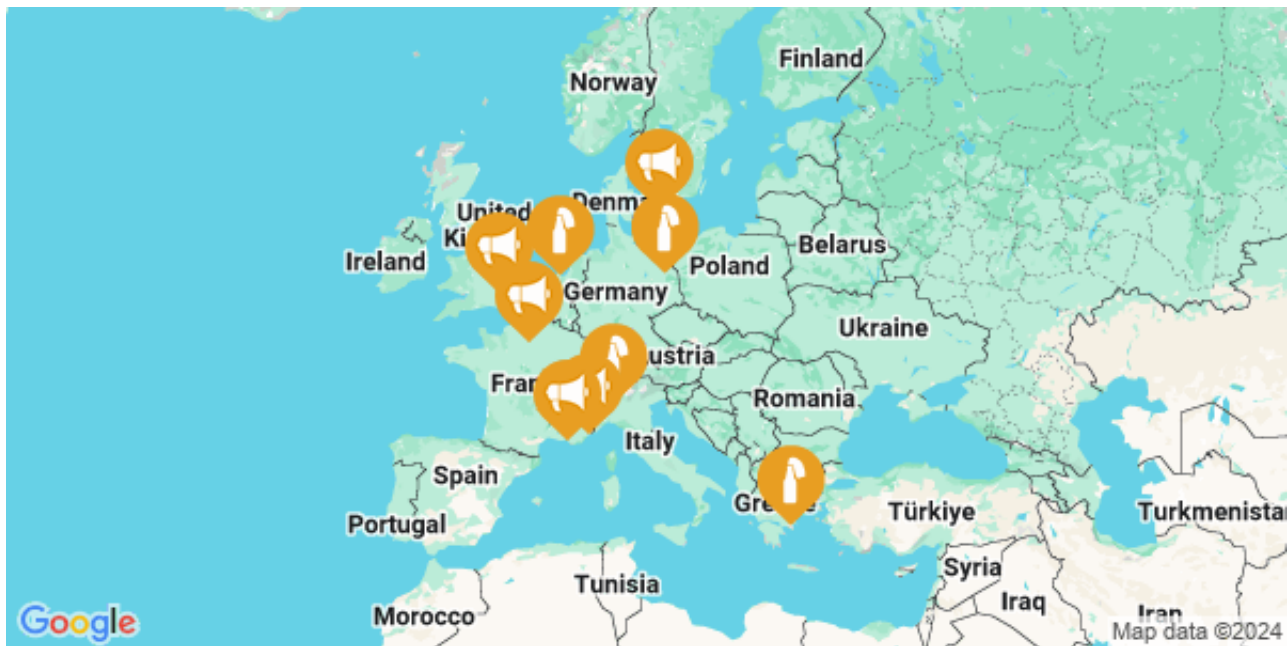 Finland
Norway
Denma
United
Ki
Ireland
Belarus
Poland
Germany
Ukraine
ustria
Fran
Romania
Italy
Spain
Gre
e
Türkiye
Portugal
Turkmenistan
Syria
Tunisia
Iraq
Iran
Morocco
Google
Map data ©2024